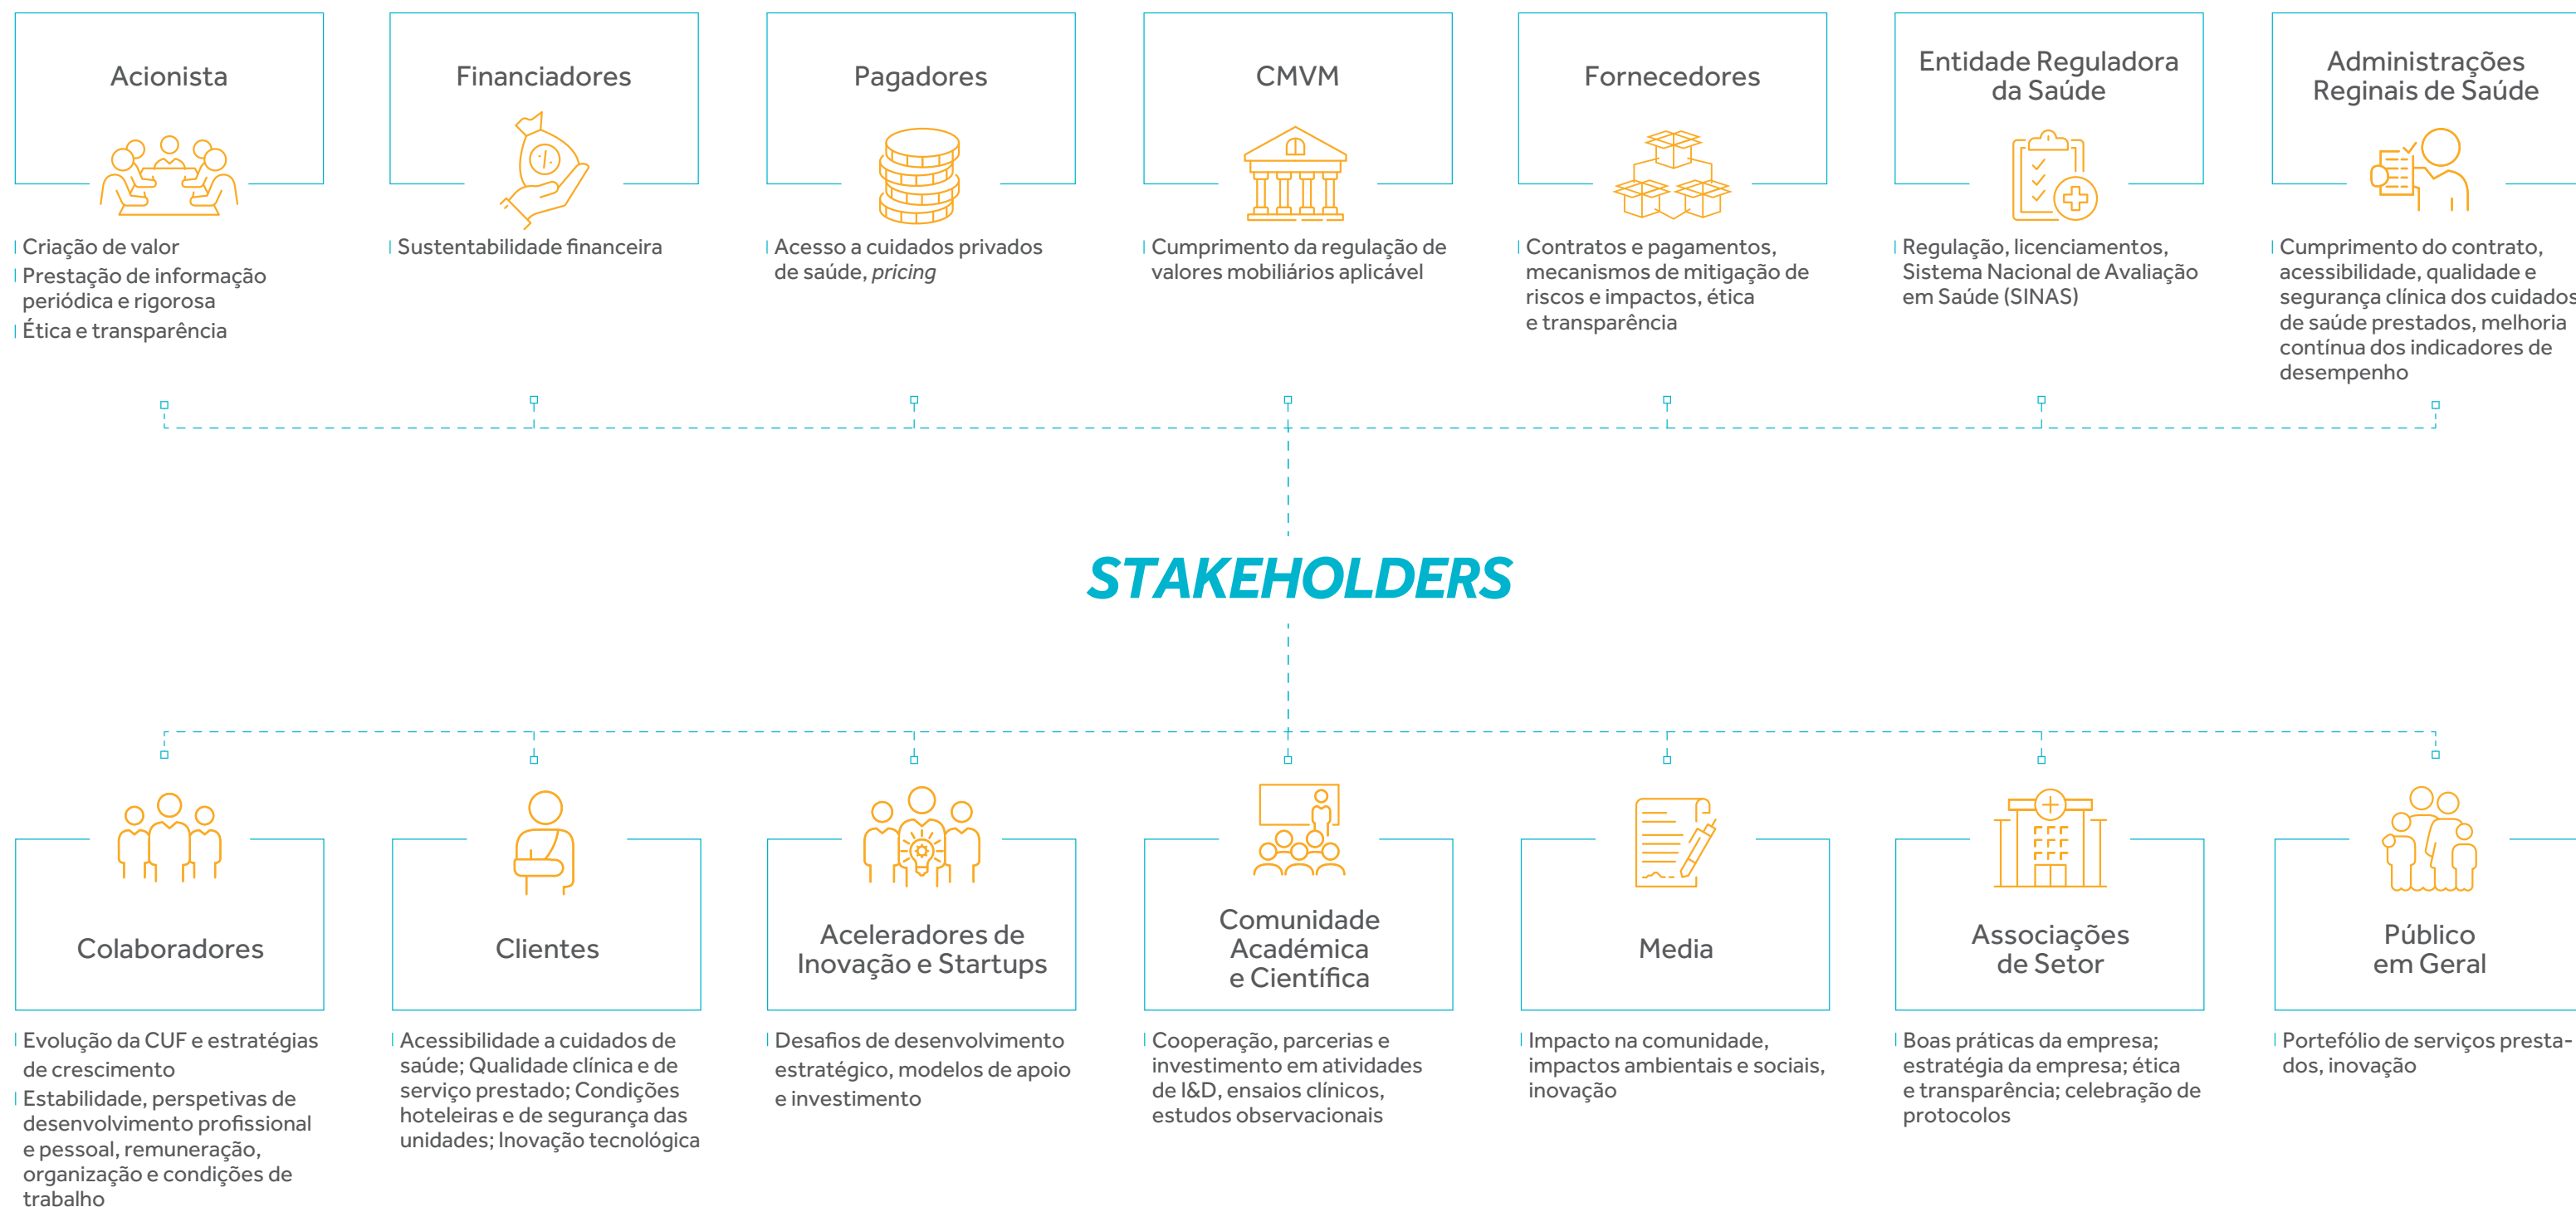 Acionista
Criação de valor
Prestação de informação
periódica e rigorosa
Ética e transparência
Financiadores
Sustentabilidade financeira
Pagadores
Acesso a cuidados privados
de saúde, pricing
CMVM
Cumprimento da regulação de
valores mobiliários aplicável
Fornecedores
Contratos e pagamentos,
mecanismos de mitigação de
riscos e impactos, ética
e transparência
Entidade Reguladora
da Saúde
Regulação, licenciamentos,
Sistema Nacional de Avaliação
em Saúde (SINAS)
Administrações
Reginais de Saúde
Cumprimento do contrato,
acessibilidade, qualidade e
segurança clínica dos cuidados
de saúde prestados, melhoria
contínua dos indicadores de
desempenho
STAKEHOLDERS
Colaboradores
Evolução da CUF e estratégias
de crescimento
Estabilidade, perspetivas de
desenvolvimento profissional
e pessoal, remuneração,
organização e condições de
trabalho
Clientes
Acessibilidade a cuidados de
saúde; Qualidade clínica e de
serviço prestado; Condições
hoteleiras e de segurança das
unidades; Inovação tecnológica
Aceleradores de
Inovação e Startups
Desafios de desenvolvimento
estratégico, modelos de apoio
e investimento
Comunidade
Académica
e Científica
Cooperação, parcerias e
investimento em atividades
de I&D, ensaios clínicos,
estudos observacionais
Media
Impacto na comunidade,
impactos ambientais e sociais,
inovação
Associações
de Setor
Boas práticas da empresa;
estratégia da empresa; ética
e transparência; celebração de
protocolos
Público
em Geral
Portefólio de serviços presta-
dos, inovação